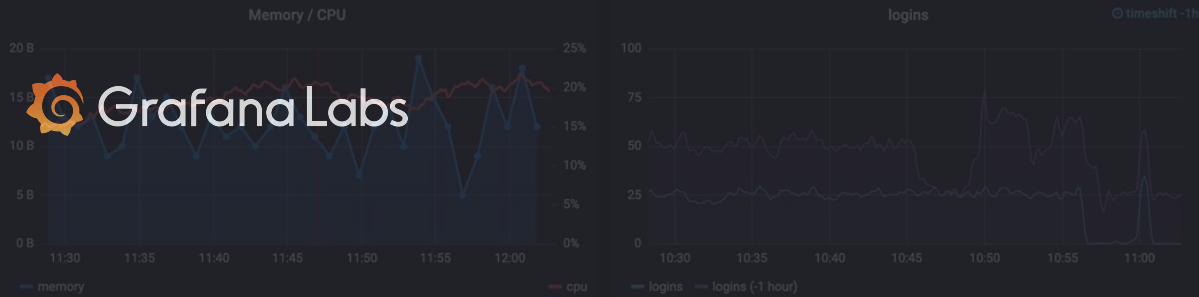 Memory / CPU
20 B
15 B
10 B
5 B
0 B
25%
20%
15%
10%
5%
0%
11:30 11:35 11:40 11:45 11:50 11:55 12:00
memory cpu
Grafana Labs
logins
timeshift -1h
100
75
50
25
0
10:30 10:35 10:40 10:45 10:50 10:55 11:00
logins logins (-1 hour)